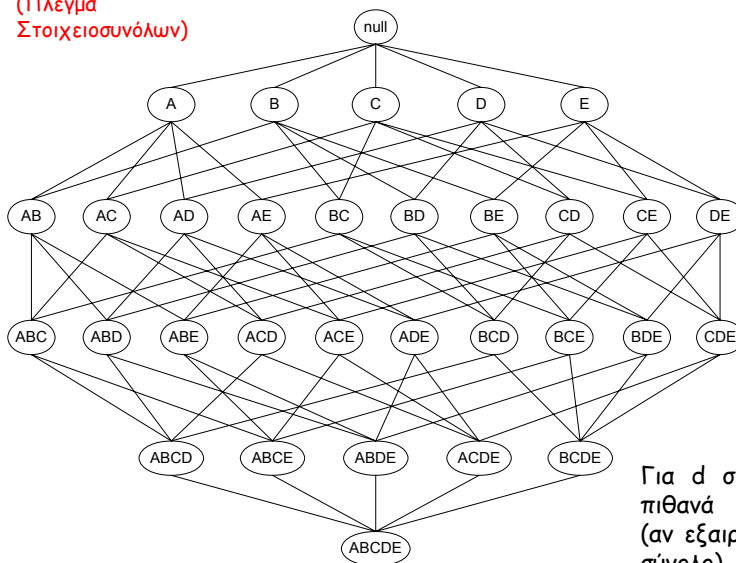 (Πλέγμα
Στοιχειοσυνόλων)
null
A B C D E
AB AC AD AE BC BD BE CD CE DE
ABC ABD ABE ACD ACE ADE BCD BCE BDE CDE
ABCD ABCE ABDE ACDE BCDE
ABCDE
Για d σ
πιθανά
(αν εξαιρ
σύνολο)